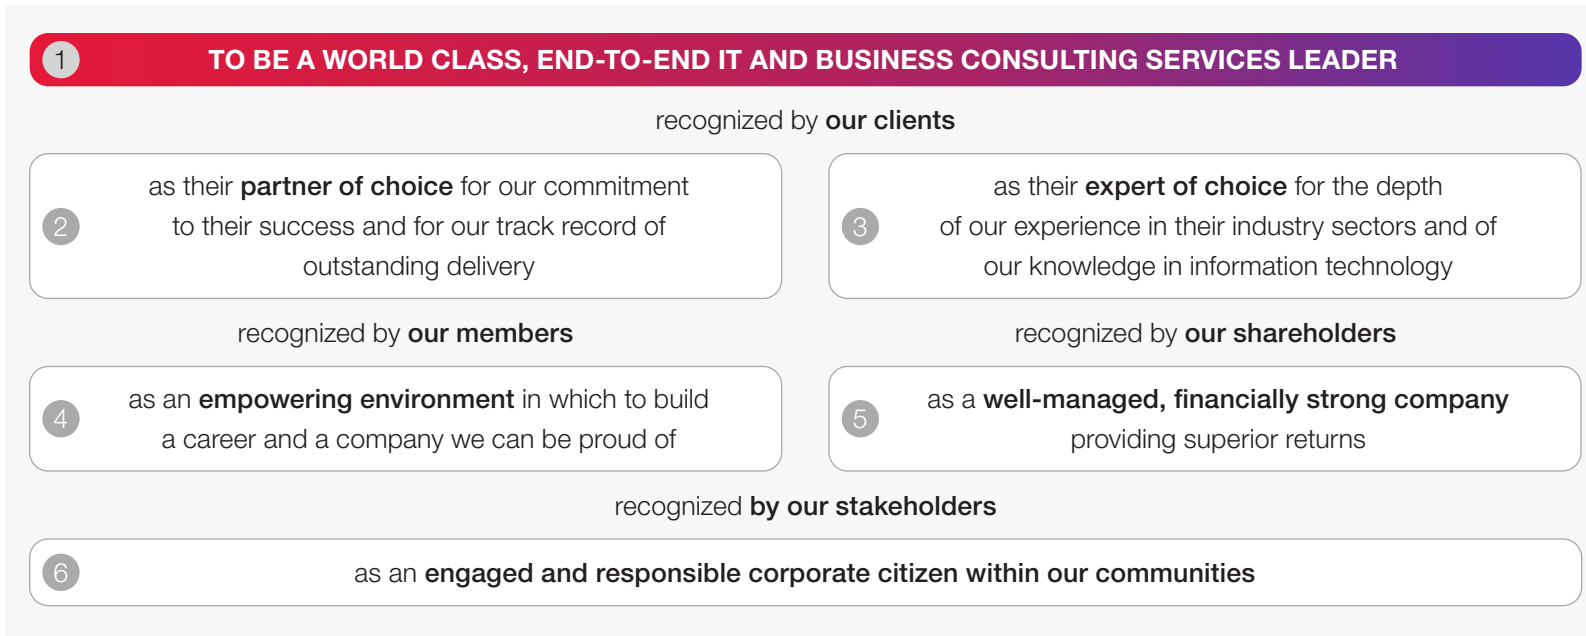 1 TO BE A WORLD CLASS, END-TO-END IT AND BUSINESS CONSULTING SERVICES LEADER
recognized by our clients
as their partner of choice for our commitment
2 to their success and for our track record of
outstanding delivery
as their expert of choice for the depth
3 of our experience in their industry sectors and of
our knowledge in information technology
recognized by our members
recognized by our shareholders
4 as an empowering environment in which to build
a career and a company we can be proud of
5 as a well-managed, financially strong company
providing superior returns
recognized by our stakeholders
6 as an engaged and responsible corporate citizen within our communities